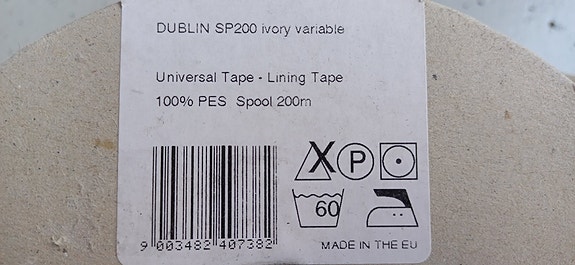 DUBLIN SP200 ivory variable
Universal Tape - Lining Tape
100% PES Spool 200m
X P
60
9 003482 407382
MADE IN THE EU